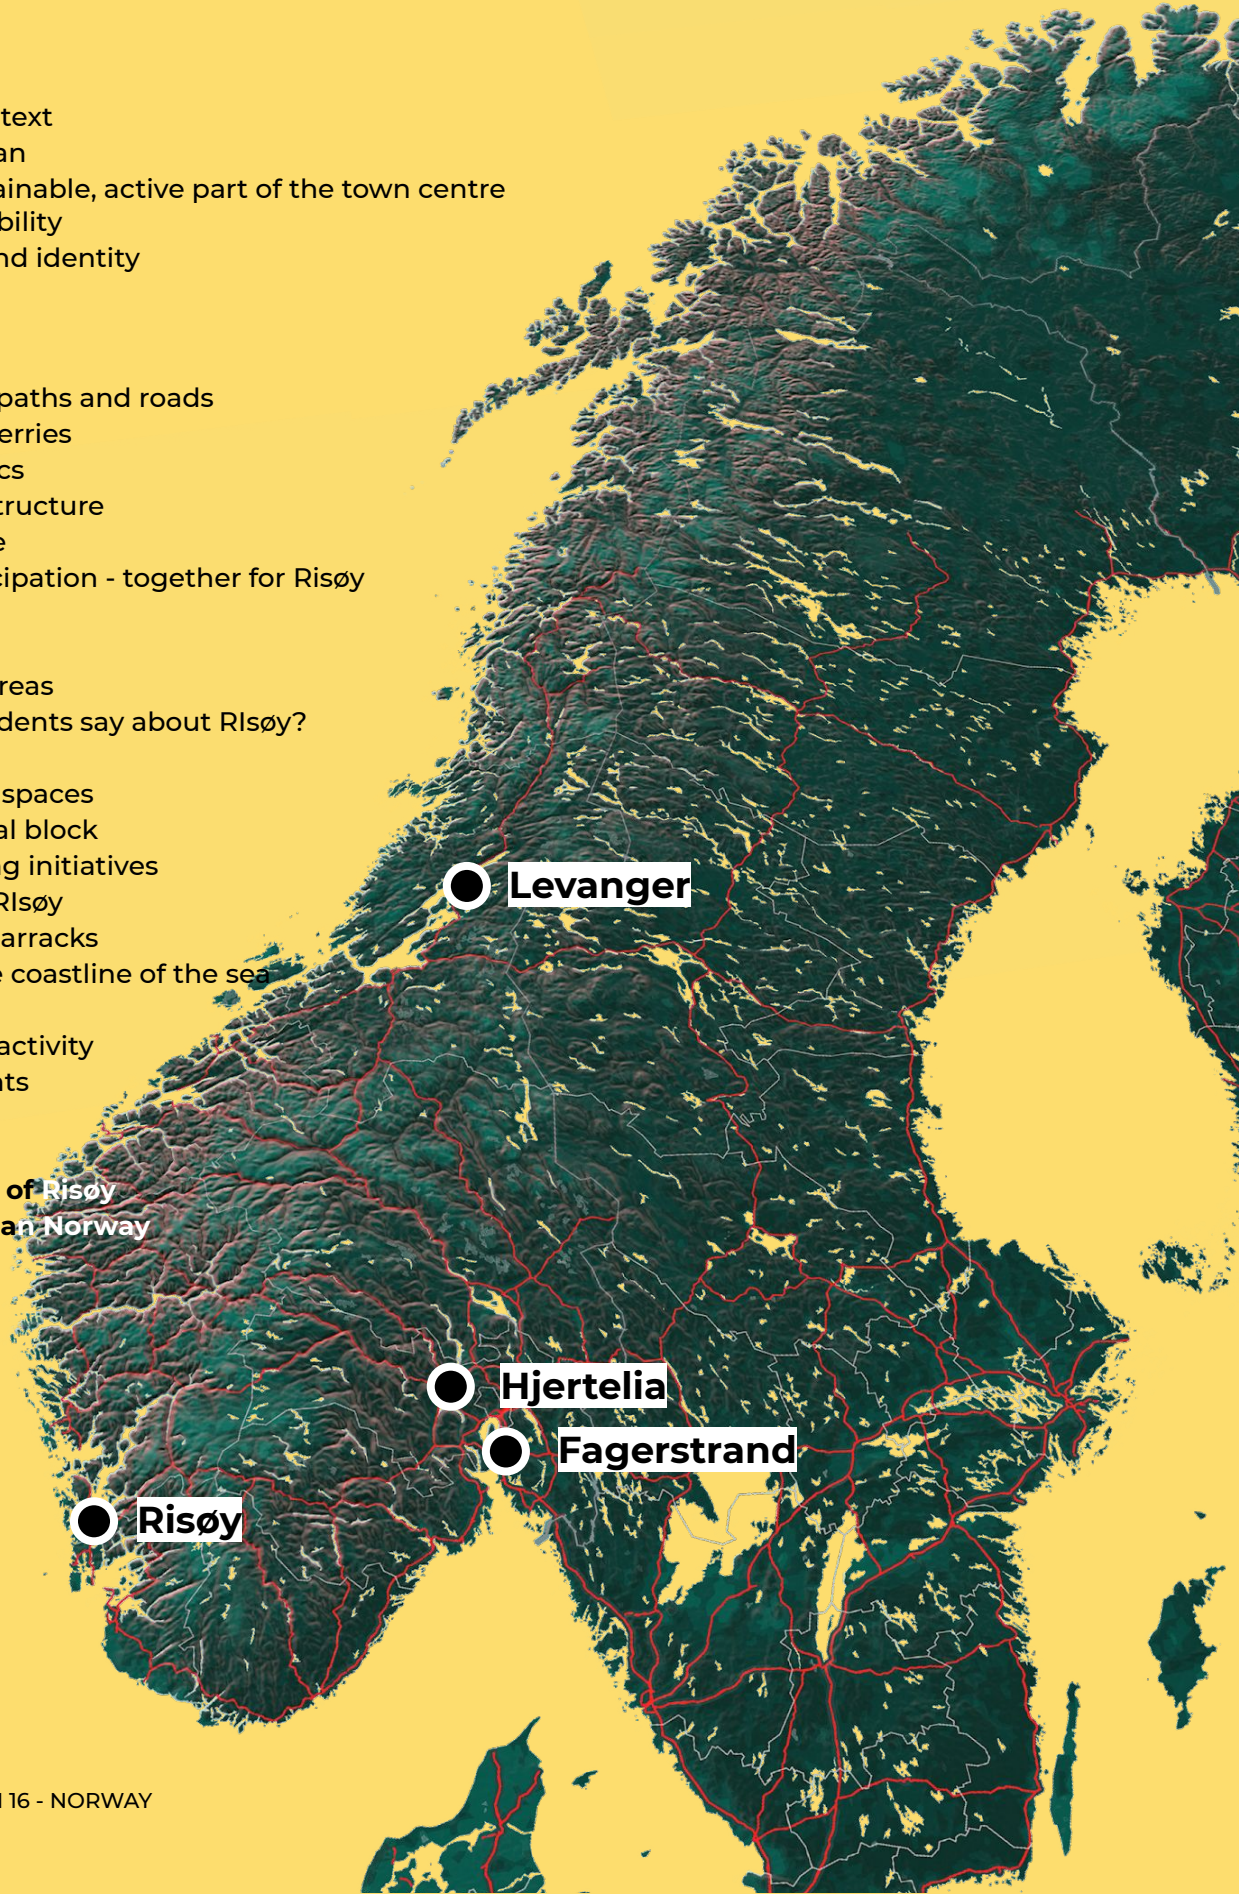 text
an
ainable, active part of the town centre
bility
nd identity
paths and roads
erries
cs
tructure
e
cipation - together for Risøy
reas
dents say about RIsøy?
spaces
al block
ng initiatives
RIsøy
arracks
e coastline of the sea
activity
nts
of Risøy
an Norway
Levanger
Hjertelia
Fagerstrand
Risøy
16 - NORWAY